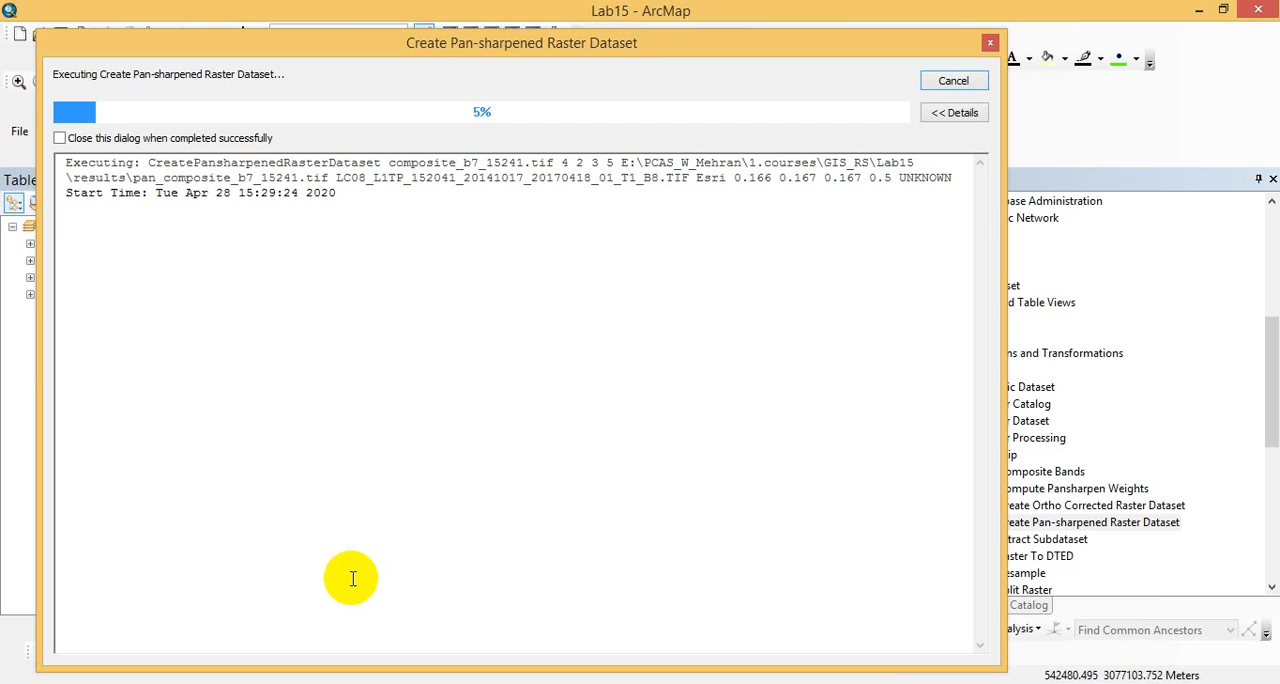 Lab15 - ArcMap
Create Pan-sharpened Raster Dataset
Executing Create Pan-sharpened Raster Dataset...
Cancel
5%
<< Details
Close this dialog when completed successfully
Executing: CreatePansharpenedRasterDataset composite_b7_15241.tif 4 2 3 5 E:\PCAS_W_Mehran\1.courses\GIS_RS\Lab15
\results\pan_composite_b7_15241.tif LC08_L1TP_152041_20141017_20170418_01_T1_B8.TIF Esri 0.166 0.167 0.167 0.5 UNKNOWN
Start Time: Tue Apr 28 15:29:24 2020
File
Table
A
base Administration
ic Network
set
d Table Views
ns and Transformations
ic Dataset
r Catalog
r Dataset
r Processing
ip
omposite Bands
ompute Pansharpen Weights
reate Ortho Corrected Raster Dataset
reate Pan-sharpened Raster Dataset
tract Subdataset
aster To DTED
esample
lit Raster
Catalog
alysis
Find Common Ancestors
542480.495 3077103.752 Meters